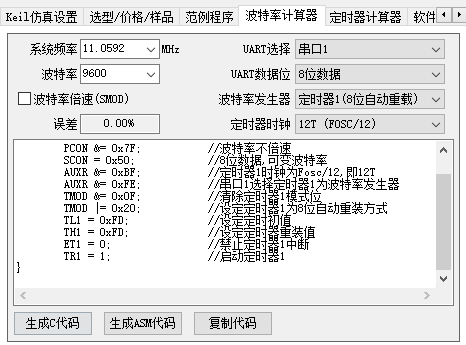 Keil仿真设置 选型/价格/样品 范例程序 波特率计算器 定时器计算器 软件
系统频率 11.0592 MHz UART选择 串口1
波特率 9600 UART数据位 8位数据
波特率倍速(SMOD) 波特率发生器 定时器1(8位自动重载)
误差 0.00% 定时器时钟 12T (FOSC/12)
PCON &= 0x7F; //波特率不倍速
SCON = 0x50; //8位数据,可变波特率
AUXR &= 0xBF; //定时器1时钟为Fosc/12,即12T
AUXR &= 0xFE; //串口1选择定时器1为波特率发生器
TMOD &= 0x0F; //清除定时器1模式位
TMOD |= 0x20; //设定定时器1为8位自动重装方式
TL1 = 0xFD; //设定定时初值
TH1 = 0xFD; //设定定时器重装值
ET1 = 0; //禁止定时器1中断
TR1 = 1; //启动定时器1
}
生成C代码 生成ASM代码 复制代码